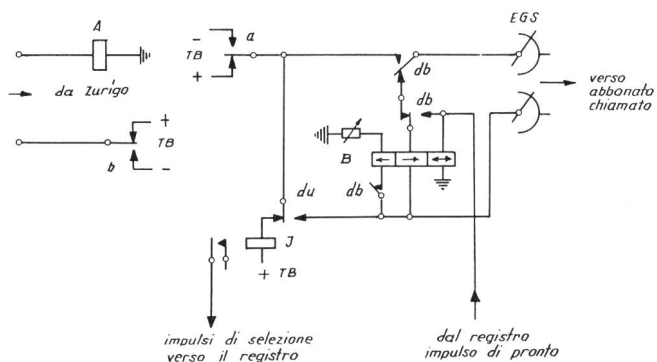 A
da Zurigo
+
TB
b
-
-
a
TB
+
db
db
B
db
du
J
+ TB
EGS
verso
abbonato
chiamato
impulsi di selezione
verso il registro
dal registro
impulso di pronto